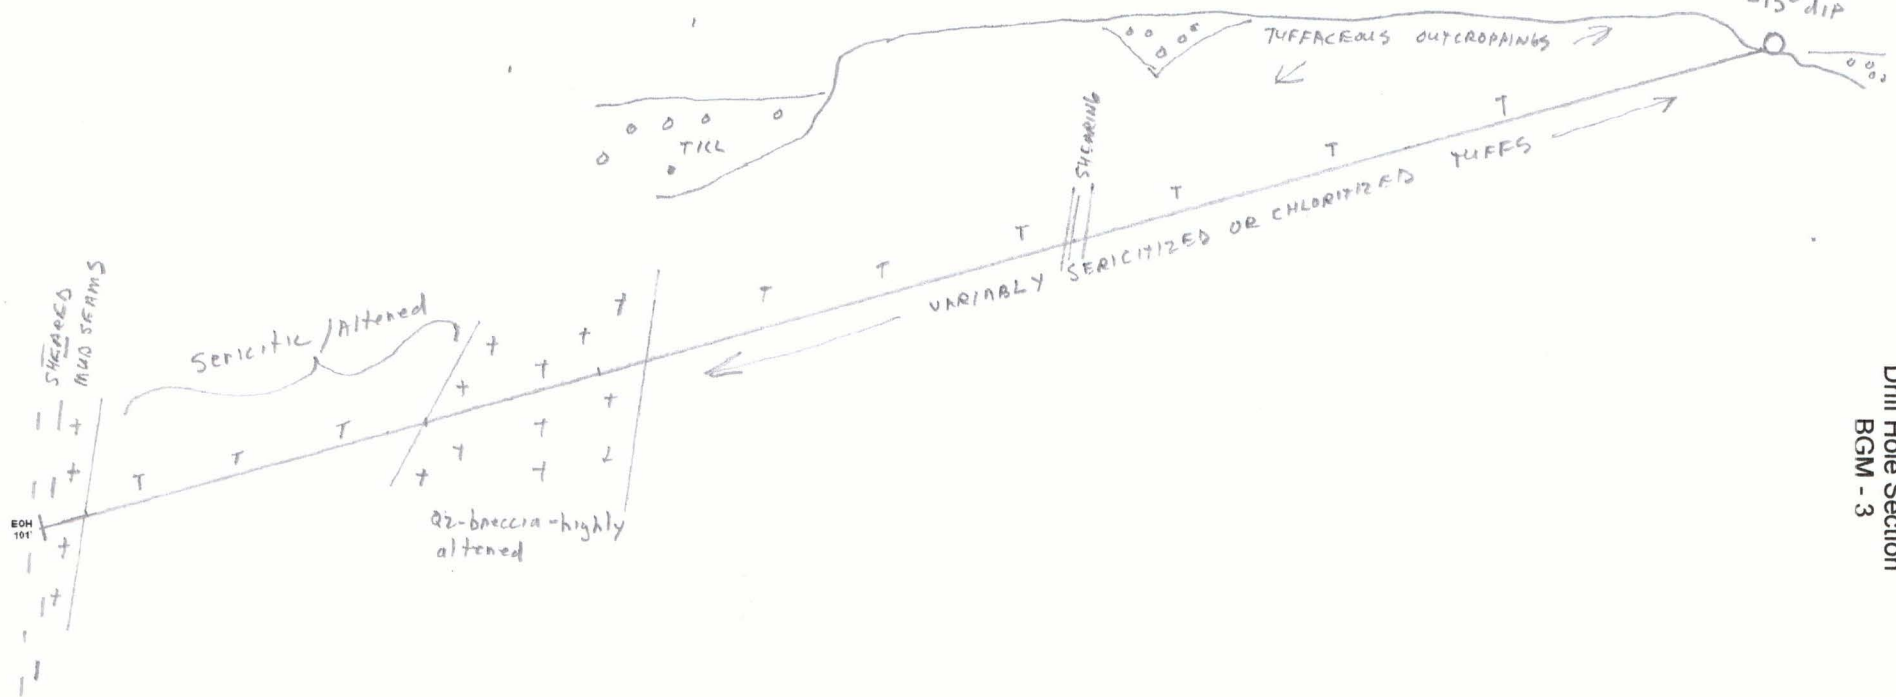 -15° dip
TUFFACEOUS OUTCROPPINGS
TILL
SHEARING
T
T
T
T
T
T
T
VARIABLY SERICITIZED OR CHLORITIZED TUFFS
SHEARED
MUD SEAMS
Sericitic / Altered
T
T
T
Qz-breccia-highly
altered
EOH
101'
Drill Hole Section
BGM - 3